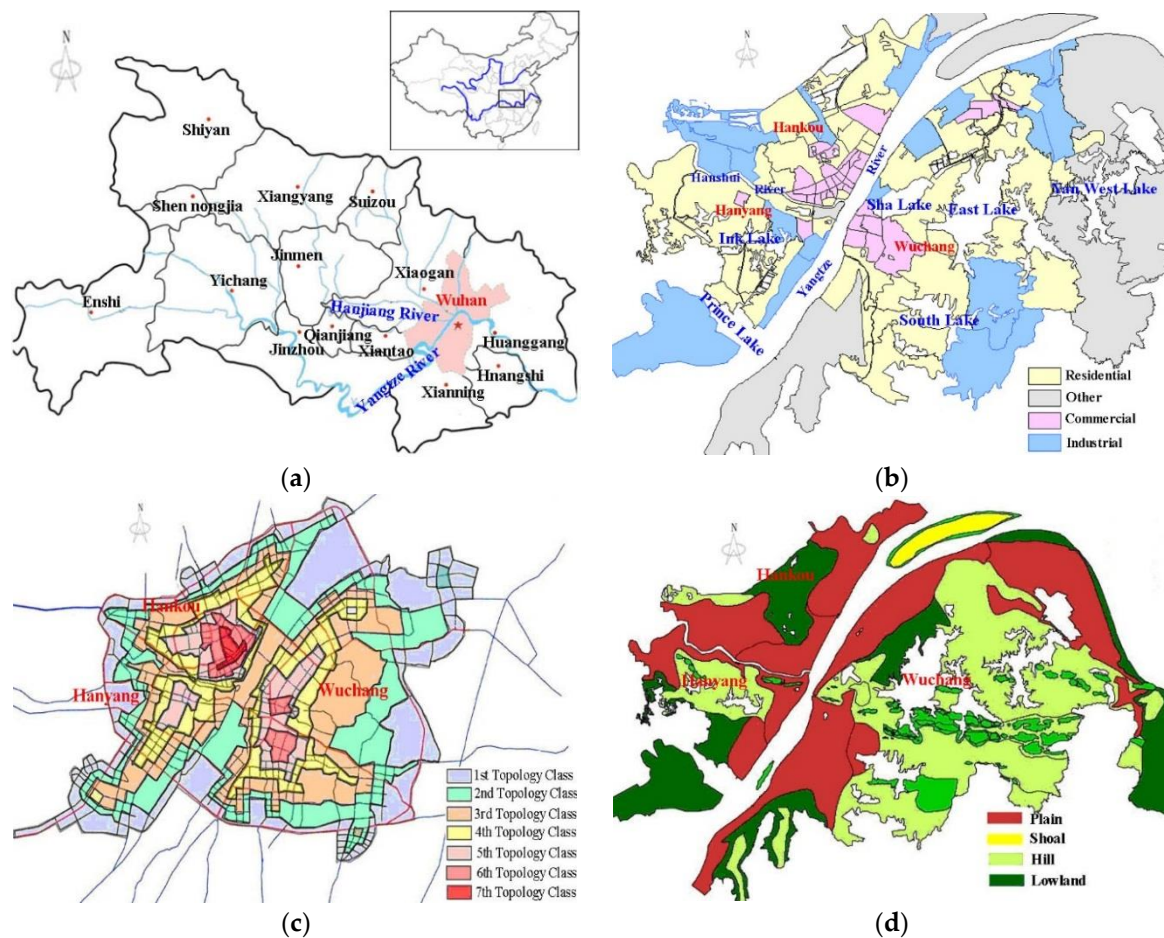 N
Shiyan
Shen nongjia
Xiangyang
Suizou
Jinmen
Yichang
Xiaogan
Enshi
Wuhan
Hanjiang River
Qianjiang
Jinzhou
Xiantao
Huanggang
Yangtze River
Hnangshi
Xianning
(a)
N
Hankou
Hanshui
River
River
Hanyang
Sha Lake
East Lake
Yan West Lake
Ink Lake
Wuchang
Yangtze
Prince Lake
South Lake
Residential
Other
Commercial
Industrial
(b)
N
Hankou
Hanyang
Wuchang
1st Topology Class
2nd Topology Class
3rd Topology Class
4th Topology Class
5th Topology Class
6th Topology Class
7th Topology Class
(c)
N
Hankou
Hanyang
Wuchang
Plain
Shoal
Hill
Lowland
(d)